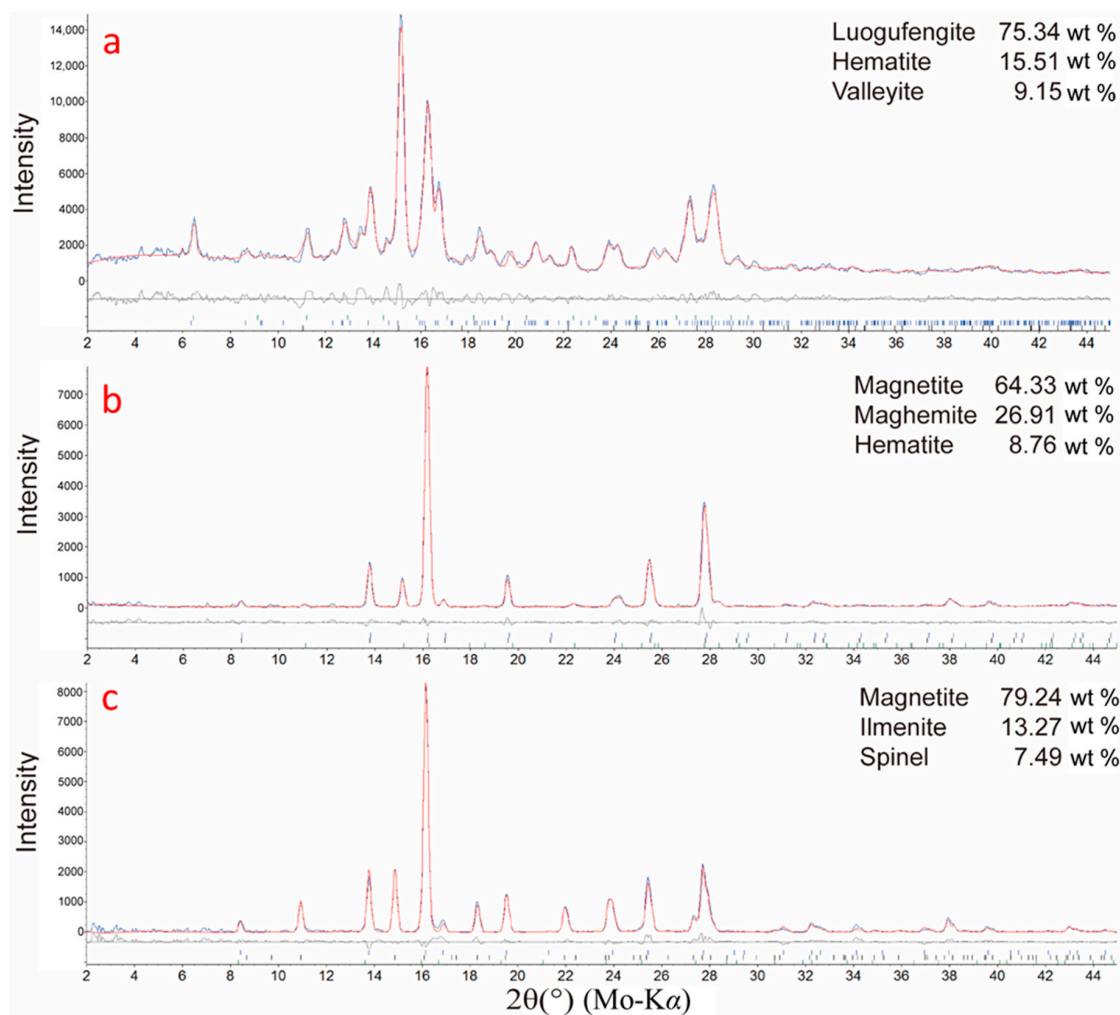 a
Luogufengite 75.34 wt %
Hematite 15.51 wt %
Valleyite 9.15 wt %
Intensity
14,000
12,000
10,000
8000
6000
4000
2000
0
2 4 6 8 10 12 14 16 18 20 22 24 26 28 30 32 34 36 38 40 42 44
b
Magnetite 64.33 wt %
Maghemite 26.91 wt %
Hematite 8.76 wt %
Intensity
7000
6000
5000
4000
3000
2000
1000
0
2 4 6 8 10 12 14 16 18 20 22 24 26 28 30 32 34 36 38 40 42 44
c
Magnetite 79.24 wt %
Ilmenite 13.27 wt %
Spinel 7.49 wt %
Intensity
8000
7000
6000
5000
4000
3000
2000
1000
0
2 4 6 8 10 12 14 16 18 20 22 24 26 28 30 32 34 36 38 40 42 44
2θ(°) (Mo-Kα)